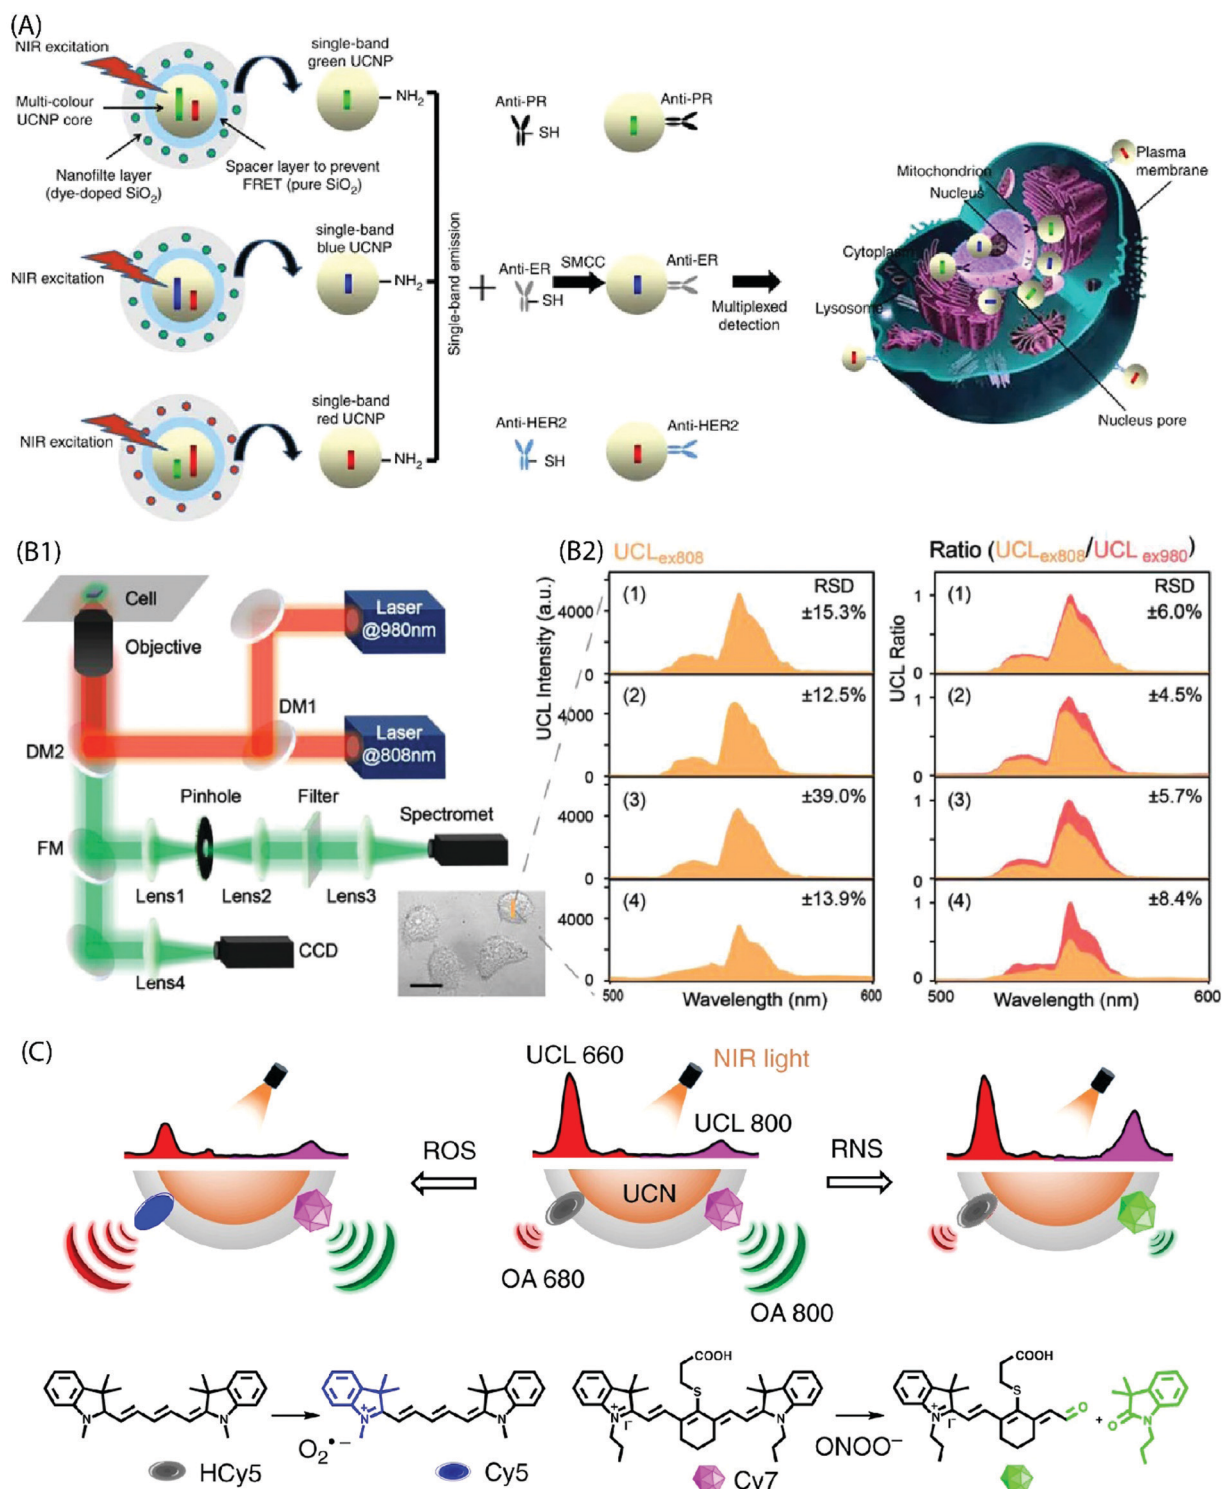 (A)
NIR excitation
Multi-colour
UCNP core
Nanofilte layer
(dye-doped SiO2)
Spacer layer to prevent
FRET (pure SiO2)
single-band
green UCNP
NH2
NIR excitation
single-band
blue UCNP
NH2
NIR excitation
single-band
red UCNP
NH2
Single-band emission
+
Anti-PR
SH
Anti-PR
Anti-ER
SH
SMCC
Anti-ER
Anti-HER2
SH
Anti-HER2
Multiplexed
detection
Plasma
membrane
Mitochondrion
Nucleus
Cytoplasm
Lysosome
Nucleus pore
(B1)
Cell
Objective
Laser
@980nm
DM1
Laser
@808nm
DM2
Pinhole
Filter
Spectromet
FM
Lens1
Lens2
Lens3
CCD
Lens4
(B2)
UCLex808
UCL Intensity (a.u.)
(1)
RSD
±15.3%
4000
0
(2)
±12.5%
4000
0
(3)
±39.0%
4000
0
(4)
±13.9%
4000
0
500
600
Wavelength (nm)
Ratio (UCLex808/UCL ex980)
UCL Ratio
(1)
RSD
±6.0%
1
0
(2)
±4.5%
1
0
(3)
±5.7%
1
0
(4)
±8.4%
1
0
500
600
Wavelength (nm)
(C)
UCL 660
NIR light
UCL 800
ROS
RNS
UCN
OA 680
OA 800
N
N
O2•−
N+
N
COOH
S
N+
I−
N
ONOO−
COOH
S
N+
I−
O
+
O
N
HCy5
Cy5
Cy7